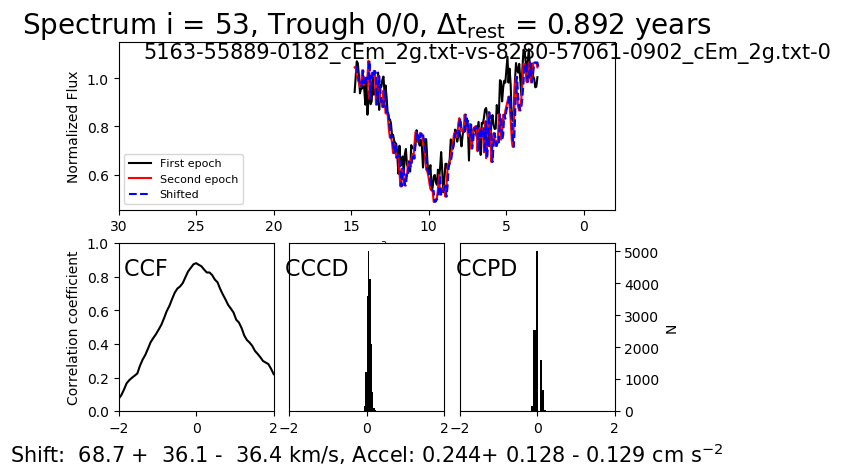 Spectrum i = 53, Trough 0/0, Δt_rest = 0.892 years
5163-55889-0182_cEm_2g.txt-vs-8280-57061-0902_cEm_2g.txt-0
Normalized Flux
1.0
0.8
0.6
First epoch
Second epoch
Shifted
30 25 20 15 10 5 0
CCF
CCCD
CCPD
Correlation coefficient
1.0
0.8
0.6
0.4
0.2
0.0
5000
4000
3000
2000
1000
0
N
−2 0 2
−2 0 2
−2 0 2
Shift: 68.7 + 36.1 - 36.4 km/s, Accel: 0.244+ 0.128 - 0.129 cm s⁻²